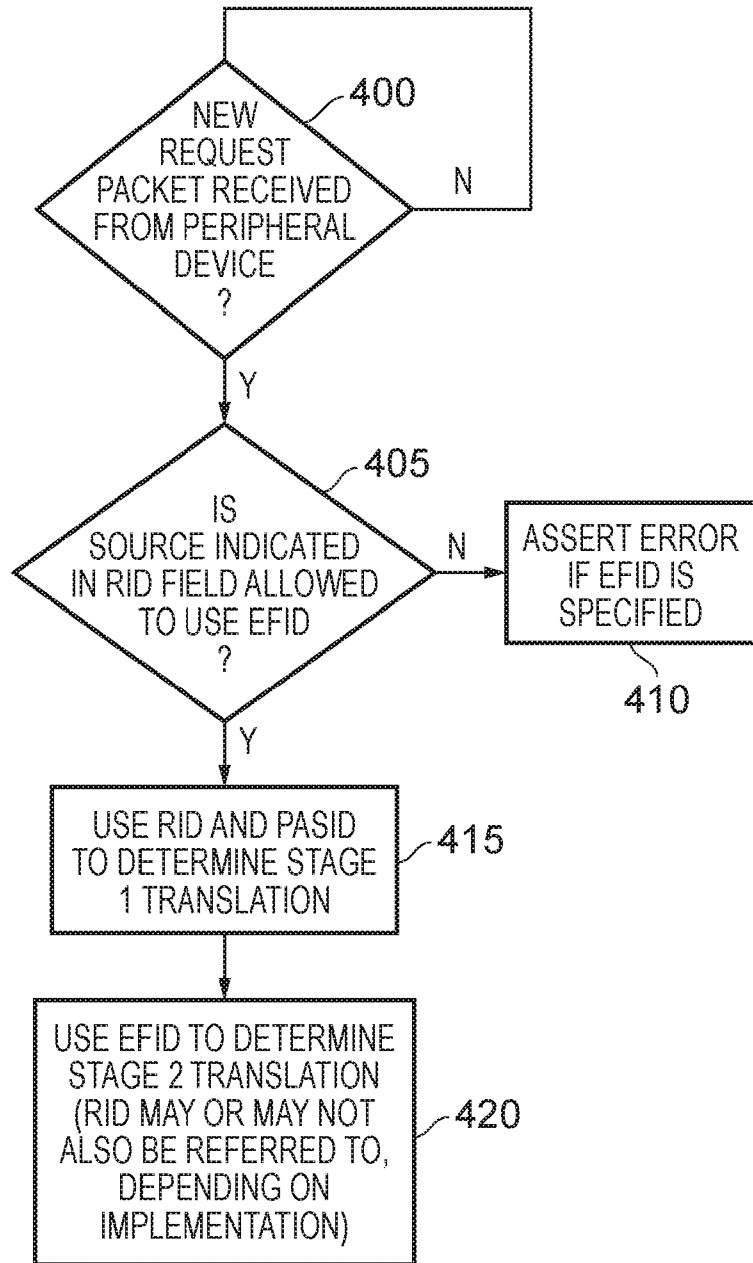 400
NEW
REQUEST
PACKET RECEIVED
FROM PERIPHERAL
DEVICE
?
N
Y
405
IS
SOURCE INDICATED
IN RID FIELD ALLOWED
TO USE EFID
?
N
ASSERT ERROR
IF EFID IS
SPECIFIED
410
Y
USE RID AND PASID
TO DETERMINE STAGE
1 TRANSLATION
415
USE EFID TO DETERMINE
STAGE 2 TRANSLATION
(RID MAY OR MAY NOT
ALSO BE REFERRED TO,
DEPENDING ON
IMPLEMENTATION)
420